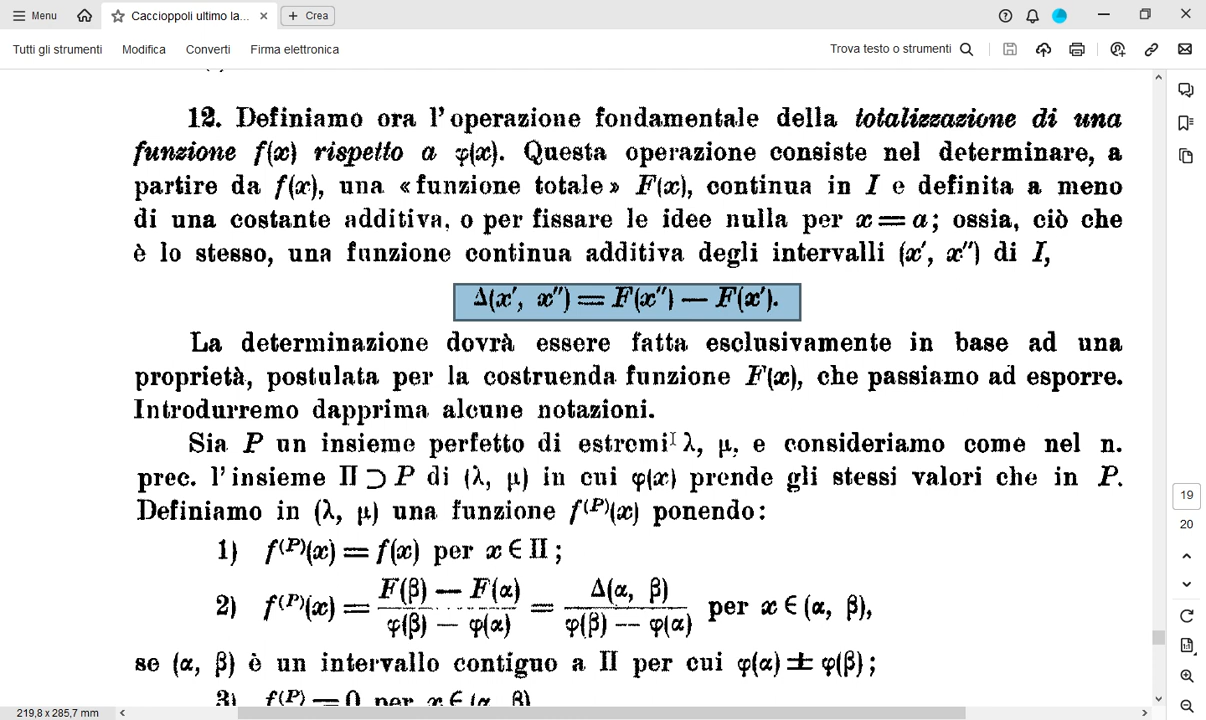 Menu Caccioppoli ultimo la... × + Crea
Tutti gli strumenti Modifica Converti Firma elettronica Trova testo o strumenti
12. Definiamo ora l'operazione fondamentale della totalizzazione di una
funzione f(x) rispetto a φ(x). Questa operazione consiste nel determinare, a
partire da f(x), una « funzione totale » F(x), continua in I e definita a meno
di una costante additiva, o per fissare le idee nulla per x = a; ossia, ciò che
è lo stesso, una funzione continua additiva degli intervalli (x′, x″) di I,
Δ(x′, x″) = F(x″) — F(x′).
La determinazione dovrà essere fatta esclusivamente in base ad una
proprietà, postulata per la costruenda funzione F(x), che passiamo ad esporre.
Introdurremo dapprima alcune notazioni.
Sia P un insieme perfetto di estremi λ, μ, e consideriamo come nel n.
prec. l'insieme Π ⊃ P di (λ, μ) in cui φ(x) prende gli stessi valori che in P.
Definiamo in (λ, μ) una funzione f⁽ᴾ⁾(x) ponendo:
1) f⁽ᴾ⁾(x) = f(x) per x ∈ Π;
2) f⁽ᴾ⁾(x) = F(β) — F(α) / φ(β) — φ(α) = Δ(α, β) / φ(β) — φ(α) per x ∈ (α, β),
se (α, β) è un intervallo contiguo a Π per cui φ(α) ≠ φ(β);
3) f⁽ᴾ⁾ = 0 per x ∈ (α, β)
19
20
219,8 x 285,7 mm